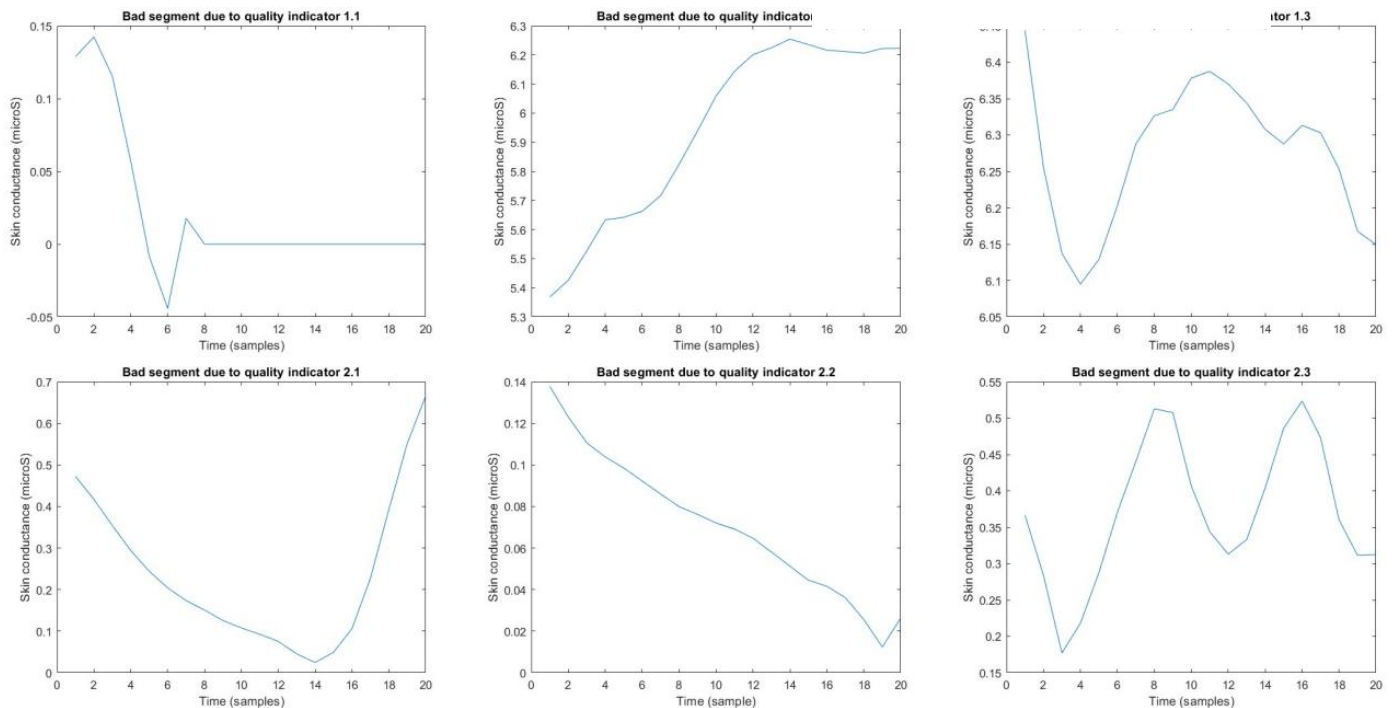 Bad segment due to quality indicator 1.1
0.15
0.1
0.05
0
-0.05
Skin conductance (microS)
0 2 4 6 8 10 12 14 16 18 20
Time (samples)
Bad segment due to quality
6.3
6.2
6.1
6
5.9
5.8
5.7
5.6
5.5
5.4
5.3
Skin conductance (microS)
0 2 4 6 8 10 12 14 16 18 20
Time (samples)
1.3
6.4
6.35
6.3
6.25
6.2
6.15
6.1
6.05
Skin conductance (microS)
0 2 4 6 8 10 12 14 16 18 20
Time (samples)
Bad segment due to quality indicator 2.1
0.7
0.6
0.5
0.4
0.3
0.2
0.1
0
Skin conductance (microS)
0 2 4 6 8 10 12 14 16 18 20
Time (samples)
Bad segment due to quality indicator 2.2
0.14
0.12
0.1
0.08
0.06
0.04
0.02
0
Skin conductance (microS)
0 2 4 6 8 10 12 14 16 18 20
Time (sample)
Bad segment due to quality indicator 2.3
0.55
0.5
0.45
0.4
0.35
0.3
0.25
0.2
0.15
Skin conductance (microS)
0 2 4 6 8 10 12 14 16 18 20
Time (samples)